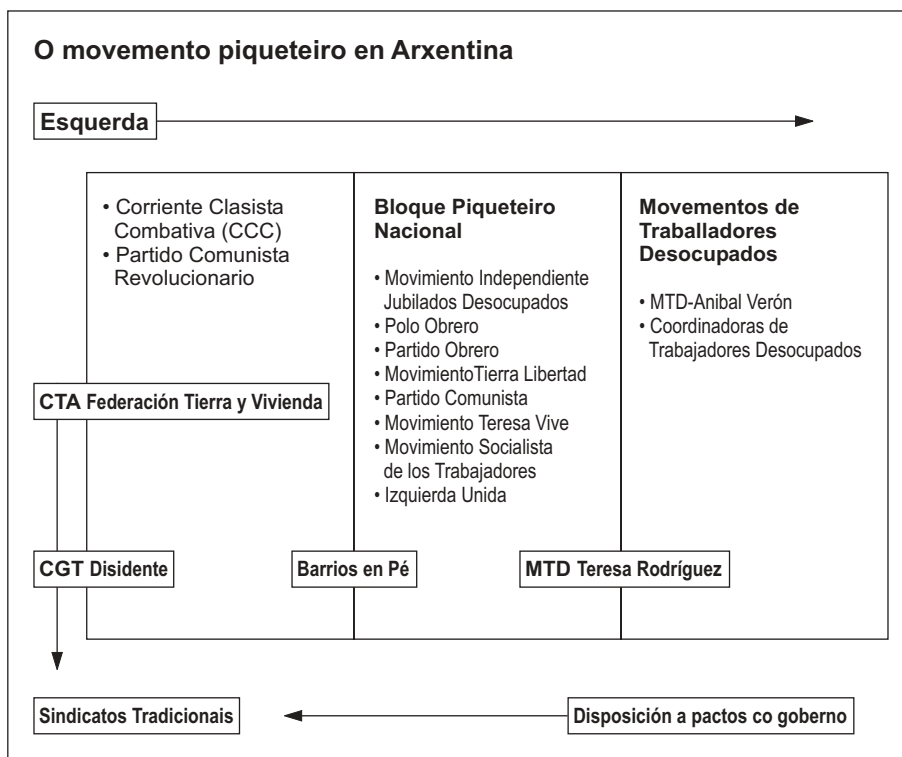 O movemento piqueteiro en Arxentina
Esquerda
• Corriente Clasista
Combativa (CCC)
• Partido Comunista
Revolucionario
Bloque Piqueteiro
Nacional
• Movimiento Independiente
Jubilados Desocupados
• Polo Obrero
• Partido Obrero
• MovimientoTierra Libertad
• Partido Comunista
• Movimiento Teresa Vive
• Movimiento Socialista
de los Trabajadores
• Izquierda Unida
Movementos de
Traballadores
Desocupados
• MTD-Anibal Verón
• Coordinadoras de
Trabajadores Desocupados
CTA Federación Tierra y Vivienda
CGT Disidente
Barrios en Pé
MTD Teresa Rodríguez
Sindicatos Tradicionais
Disposición a pactos co goberno